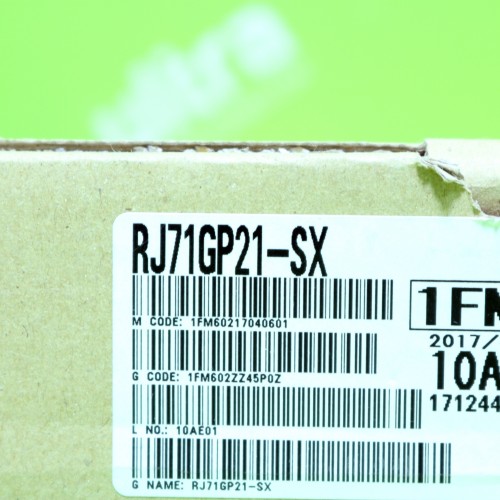 RJ71GP21-SX
M CODE: 1FM60217040601
1FM
2017/
G CODE: 1FM602ZZ45P0Z
10A
171244
L NO.: 10AE01
G NAME: RJ71GP21-SX